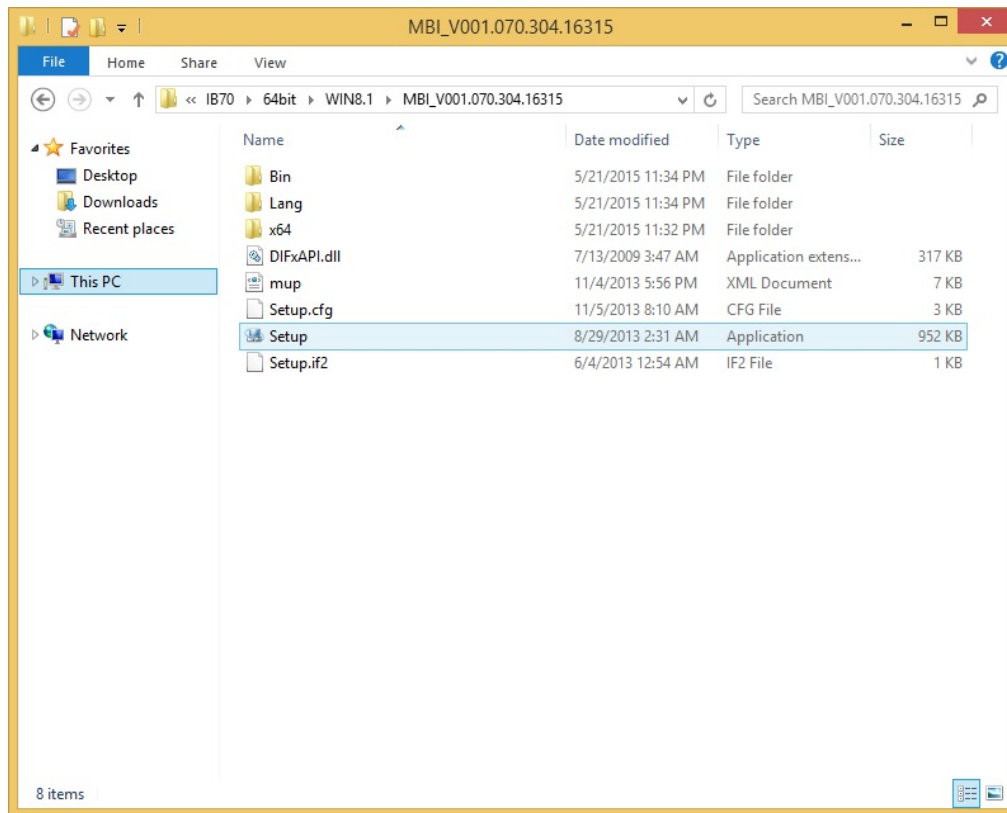 MBI_V001.070.304.16315
File Home Share View
« IB70 64bit WIN8.1 MBI_V001.070.304.16315 Search MBI_V001.070.304.16315
Name Date modified Type Size
Favorites
Desktop
Downloads
Recent places
This PC
Network
Bin 5/21/2015 11:34 PM File folder
Lang 5/21/2015 11:34 PM File folder
x64 5/21/2015 11:32 PM File folder
DIFxAPI.dll 7/13/2009 3:47 AM Application extens... 317 KB
mup 11/4/2013 5:56 PM XML Document 7 KB
Setup.cfg 11/5/2013 8:10 AM CFG File 3 KB
Setup 8/29/2013 2:31 AM Application 952 KB
Setup.if2 6/4/2013 12:54 AM IF2 File 1 KB
8 items